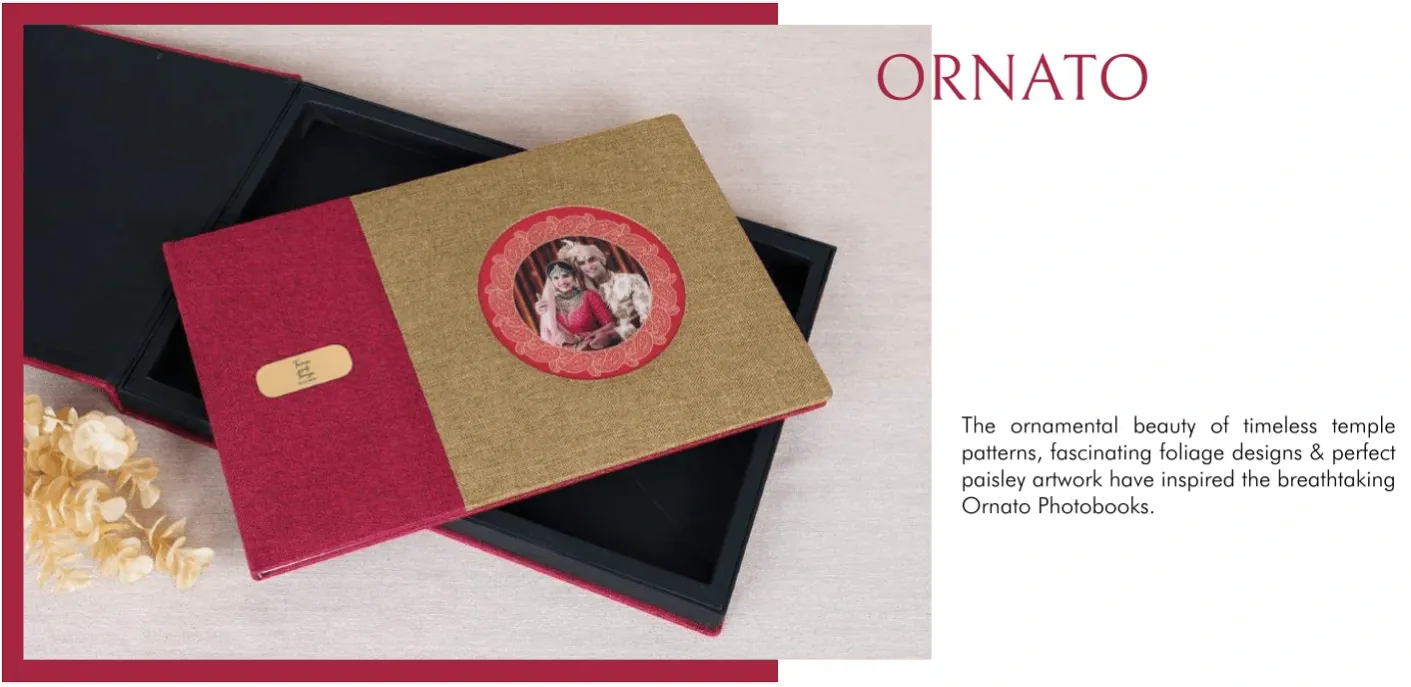 ORNATO
The ornamental beauty of timeless temple
patterns, fascinating foliage designs & perfect
paisley artwork have inspired the breathtaking
Ornato Photobooks.